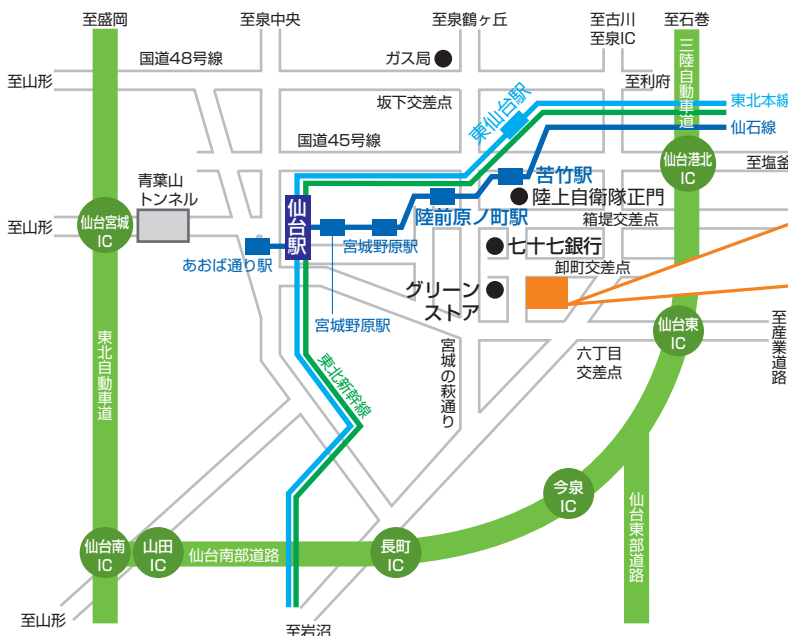 至盛岡
至泉中央
至泉鶴ヶ丘
至古川
至泉IC
至石巻
国道48号線
ガス局
三陸自動車道
至山形
至利府
坂下交差点
東仙台駅
東北本線
仙石線
国道45号線
仙台港北
IC
至塩釜
青葉山
トンネル
苦竹駅
陸上自衛隊正門
仙台宮城
IC
至山形
仙台駅
陸前原ノ町駅
箱堤交差点
宮城野原駅
七十七銀行
あおば通り駅
卸町交差点
グリーン
ストア
宮城野原駅
仙台東
IC
至産業道路
東北自動車道
東北新幹線
宮城の萩通り
六丁目
交差点
今泉
IC
仙台東部道路
仙台南
IC
山田
IC
仙台南部道路
長町
IC
至山形
至岩沼